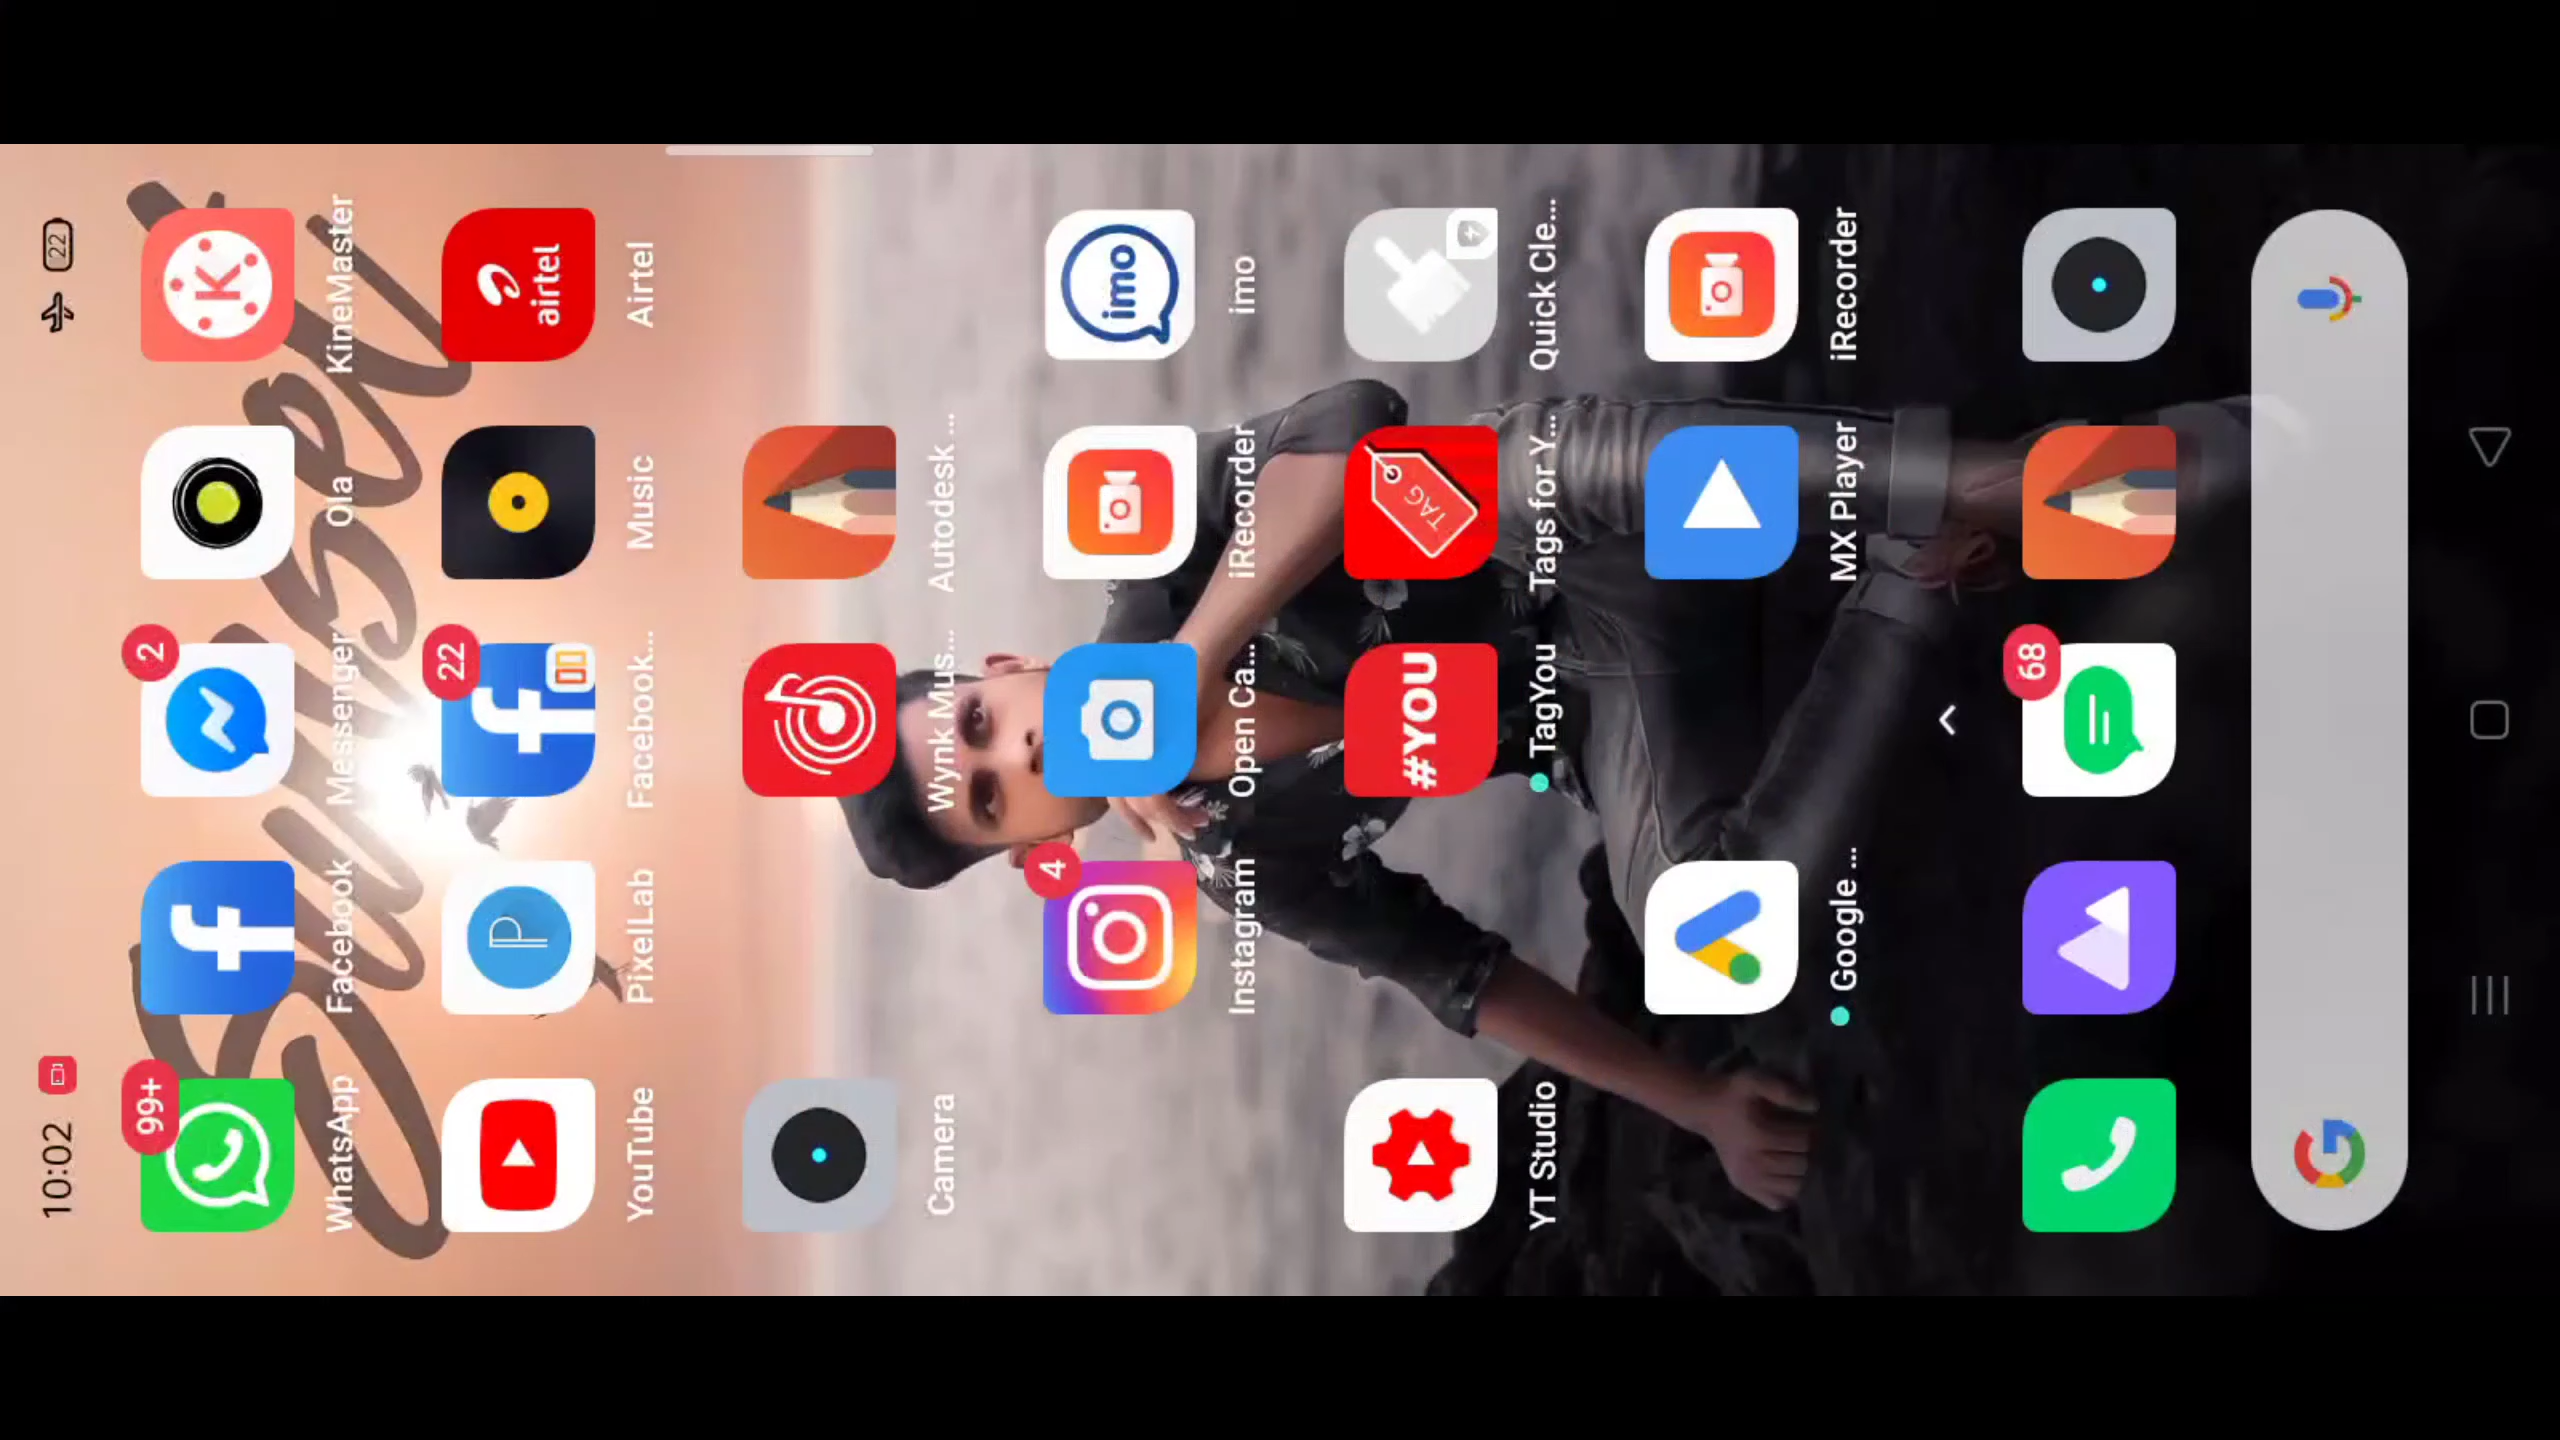 10:02
22
99+
2
WhatsApp
Facebook
Messenger
Ola
KineMaster
22
airtel
YouTube
PixelLab
Facebook...
Music
Airtel
Sunset
Camera
Wynk Mus...
Autodesk ...
4
imo
Instagram
Open Ca...
iRecorder
imo
#YOU
TAG
YT Studio
TagYou
Tags for Y...
Quick Cle...
Google ...
MX Player
iRecorder
68